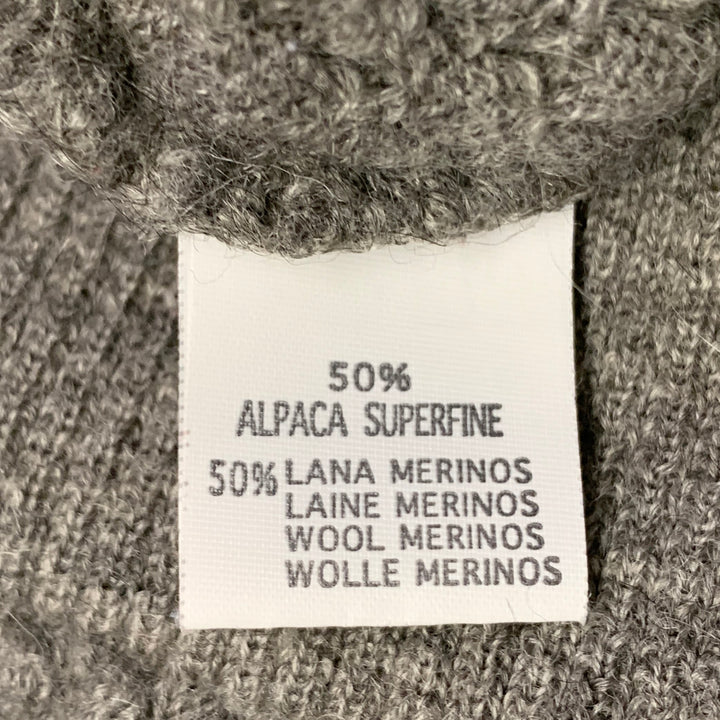 50%
ALPACA SUPERFINE
50% LANA MERINOS
LAINE MERINOS
WOOL MERINOS
WOLLE MERINOS